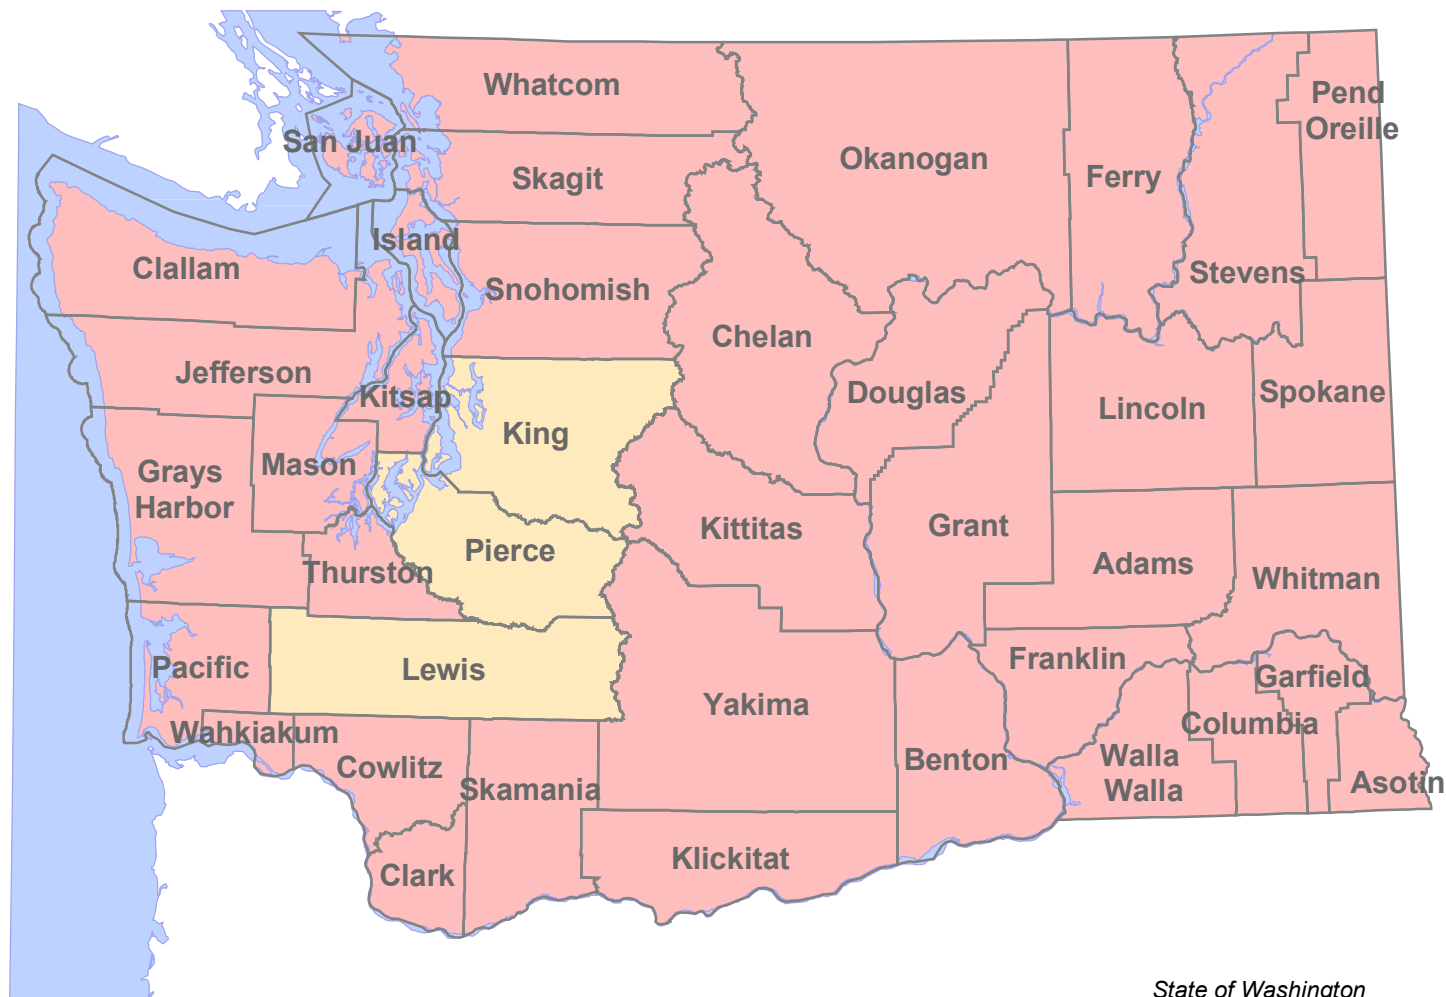 Whatcom
Pend
Oreille
San Juan
Okanogan
Skagit
Ferry
Island
Clallam
Stevens
Snohomish
Chelan
Jefferson
Douglas
Spokane
Kitsap
Lincoln
King
Mason
Grays
Harbor
Grant
Kittitas
Pierce
Adams
Thurston
Whitman
Franklin
Pacific
Lewis
Garfield
Yakima
Columbia
Wahkiakum
Walla
Walla
Benton
Cowlitz
Asotin
Skamania
Klickitat
Clark
State of Washington